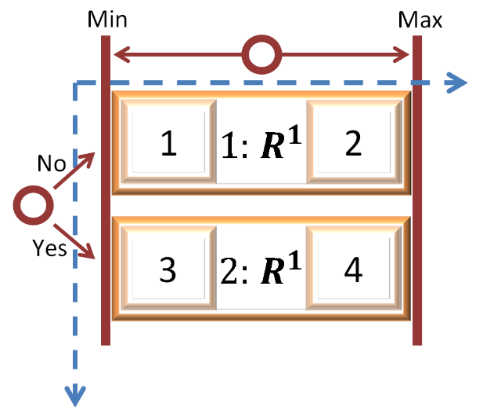 Min Max
No 1 1: R¹ 2
Yes 3 2: R¹ 4